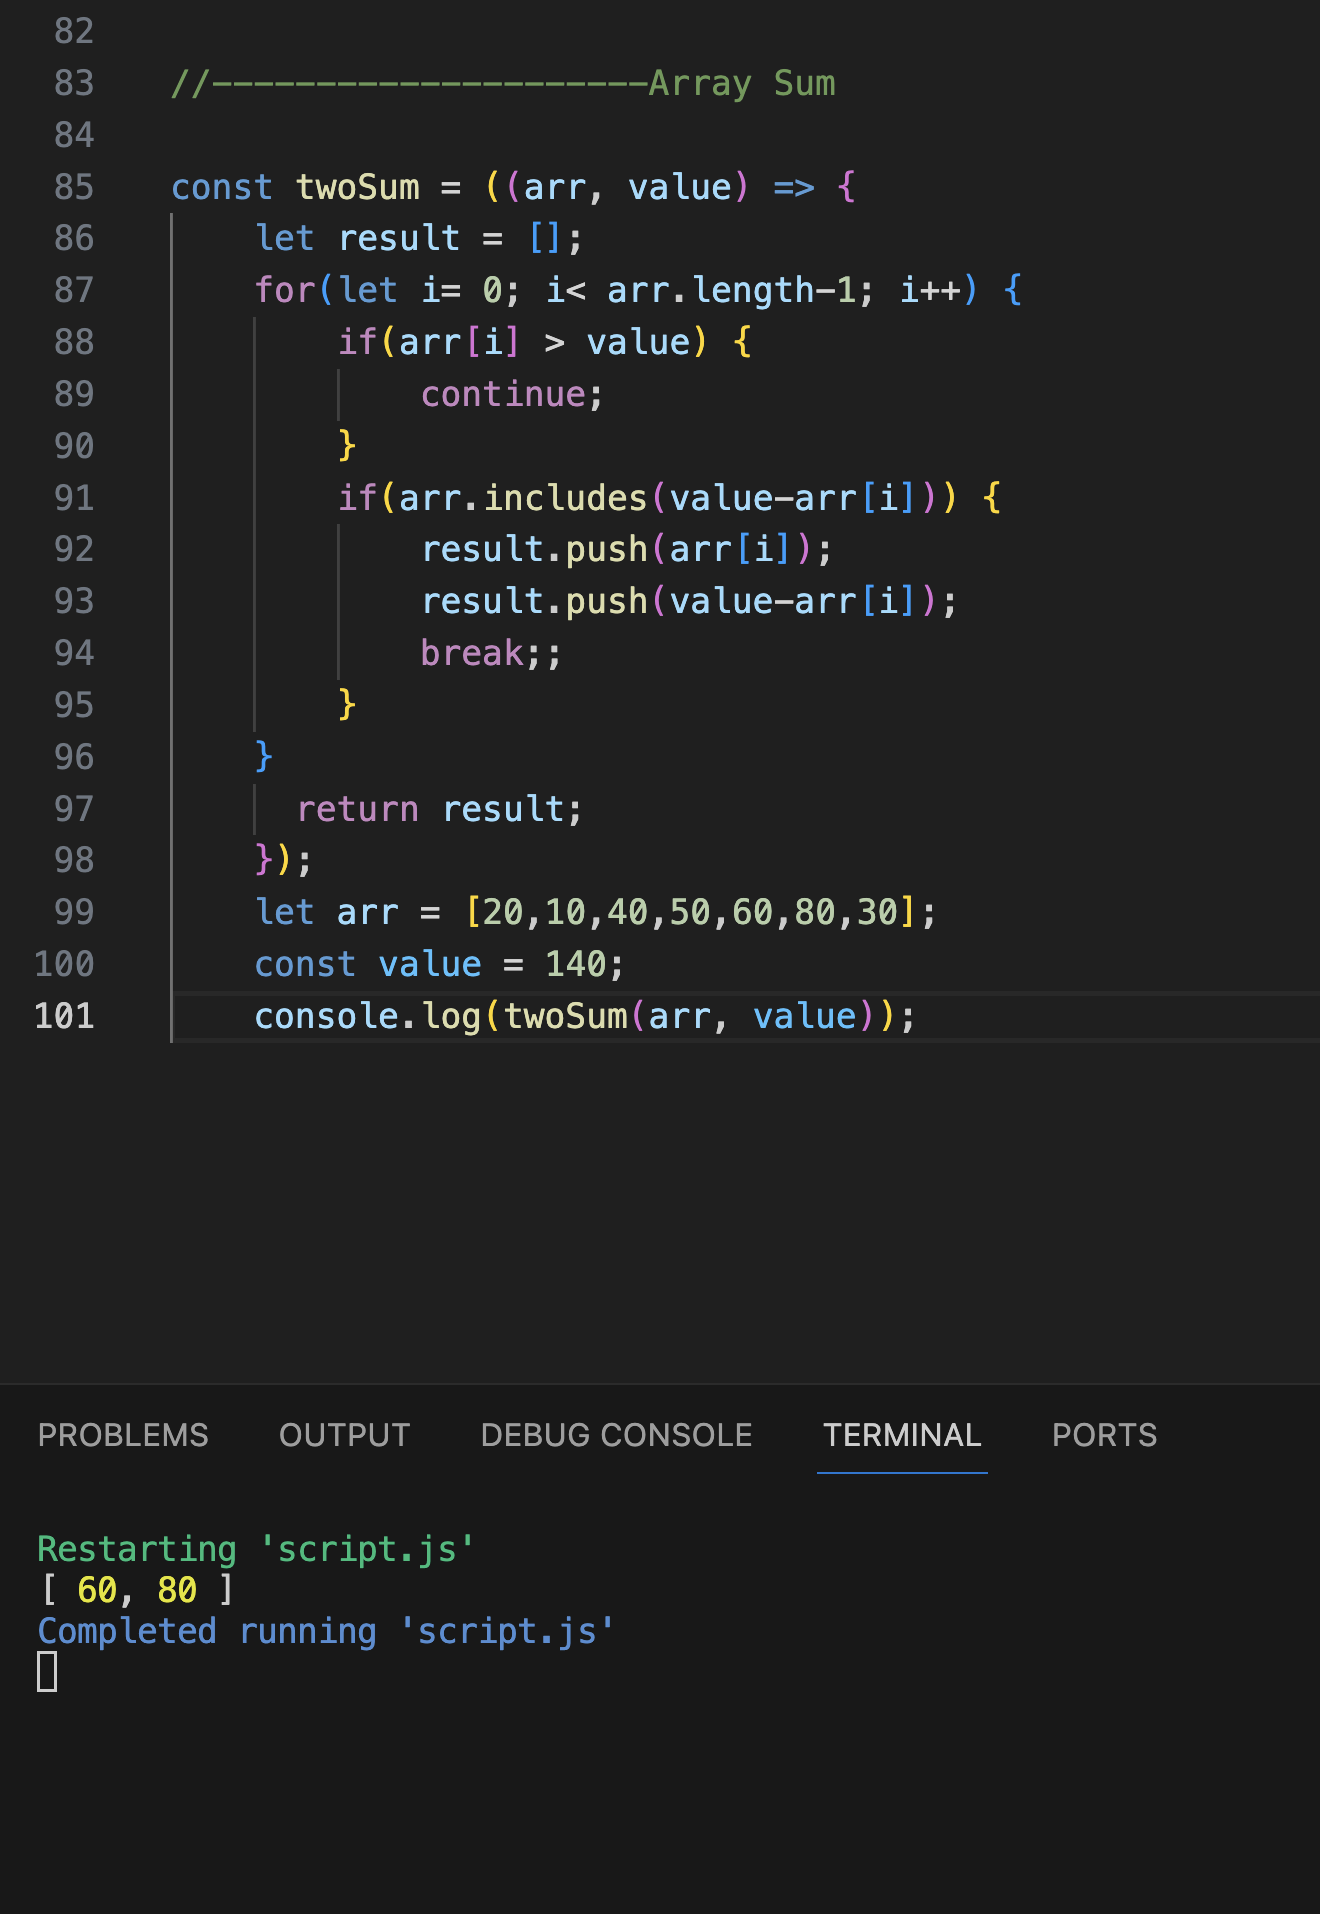 82
83 //---------------------Array Sum
84
85 const twoSum = ((arr, value) => {
86 let result = [];
87 for(let i= 0; i< arr.length-1; i++) {
88 if(arr[i] > value) {
89 continue;
90 }
91 if(arr.includes(value-arr[i])) {
92 result.push(arr[i]);
93 result.push(value-arr[i]);
94 break;;
95 }
96 }
97 return result;
98 });
99 let arr = [20,10,40,50,60,80,30];
100 const value = 140;
101 console.log(twoSum(arr, value));
PROBLEMS OUTPUT DEBUG CONSOLE TERMINAL PORTS
Restarting 'script.js'
[ 60, 80 ]
Completed running 'script.js'